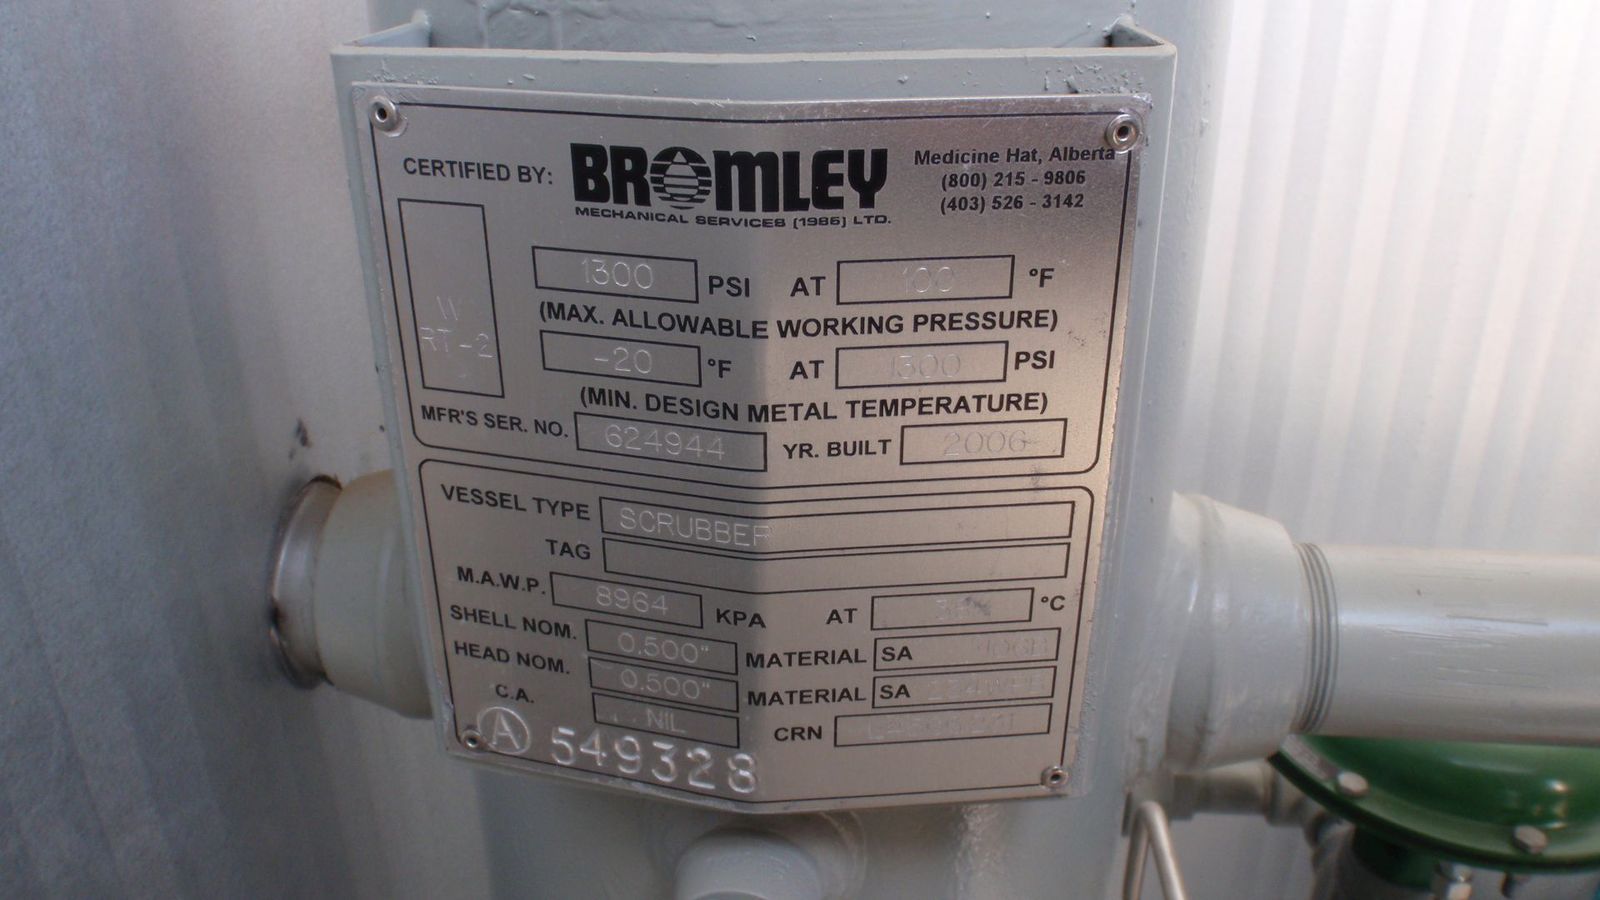 CERTIFIED BY: BROMLEY
MECHANICAL SERVICES (1986) LTD.
Medicine Hat, Alberta
(800) 215 - 9806
(403) 526 - 3142
W
RT-2
1300 PSI AT 100 °F
(MAX. ALLOWABLE WORKING PRESSURE)
-20 °F AT 1300 PSI
(MIN. DESIGN METAL TEMPERATURE)
MFR'S SER. NO. 624944 YR. BUILT 2006
VESSEL TYPE SCRUBBER
TAG
M.A.W.P. 8964 KPA AT 38 °C
SHELL NOM. 0.500" MATERIAL SA
HEAD NOM. 0.500" MATERIAL SA
C.A. NIL CRN
A 549328